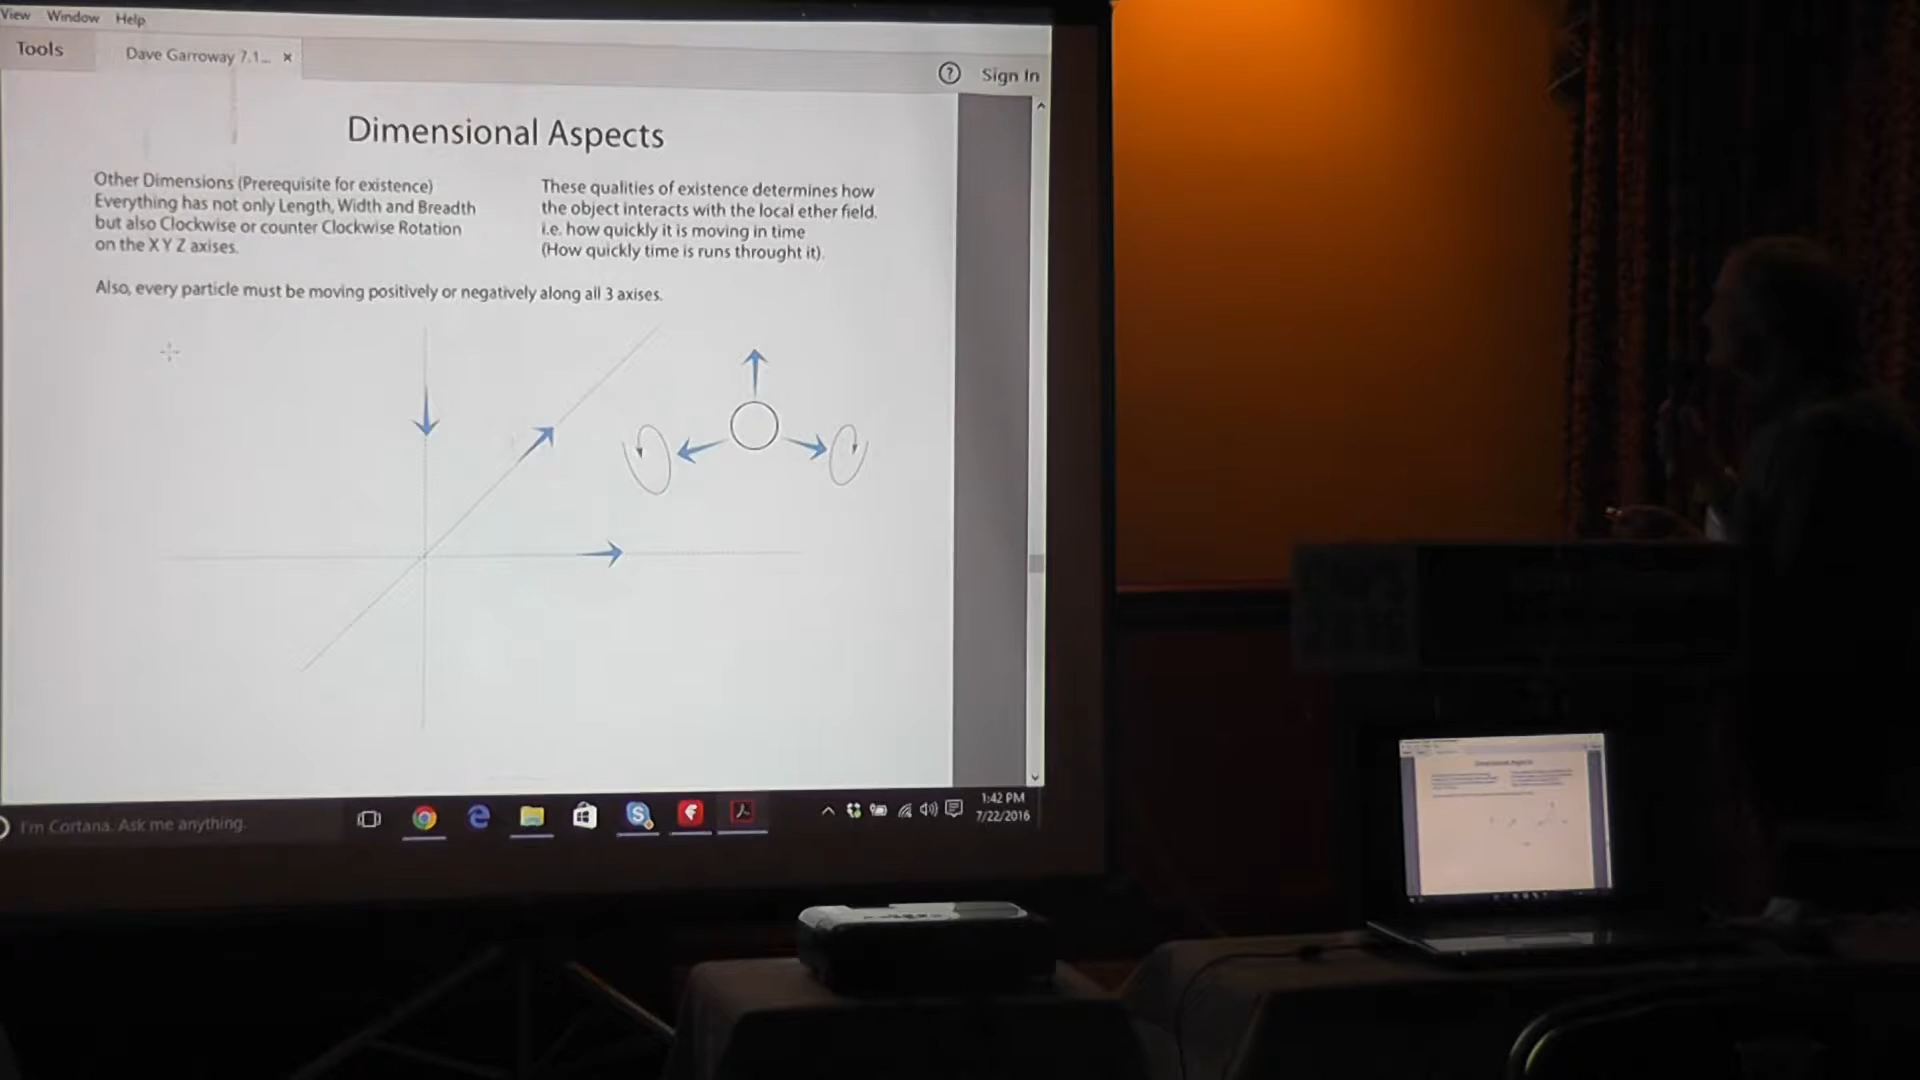 View Window Help
Tools Dave Garroway 7.1... ×
? Sign In
Dimensional Aspects
Other Dimensions (Prerequisite for existence)
Everything has not only Length, Width and Breadth
but also Clockwise or counter Clockwise Rotation
on the X Y Z axises.
These qualities of existence determines how
the object interacts with the local ether field.
i.e. how quickly it is moving in time
(How quickly time is runs throught it).
Also, every particle must be moving positively or negatively along all 3 axises.
I'm Cortana. Ask me anything.
1:42 PM
7/22/2016
Dimensional Aspects